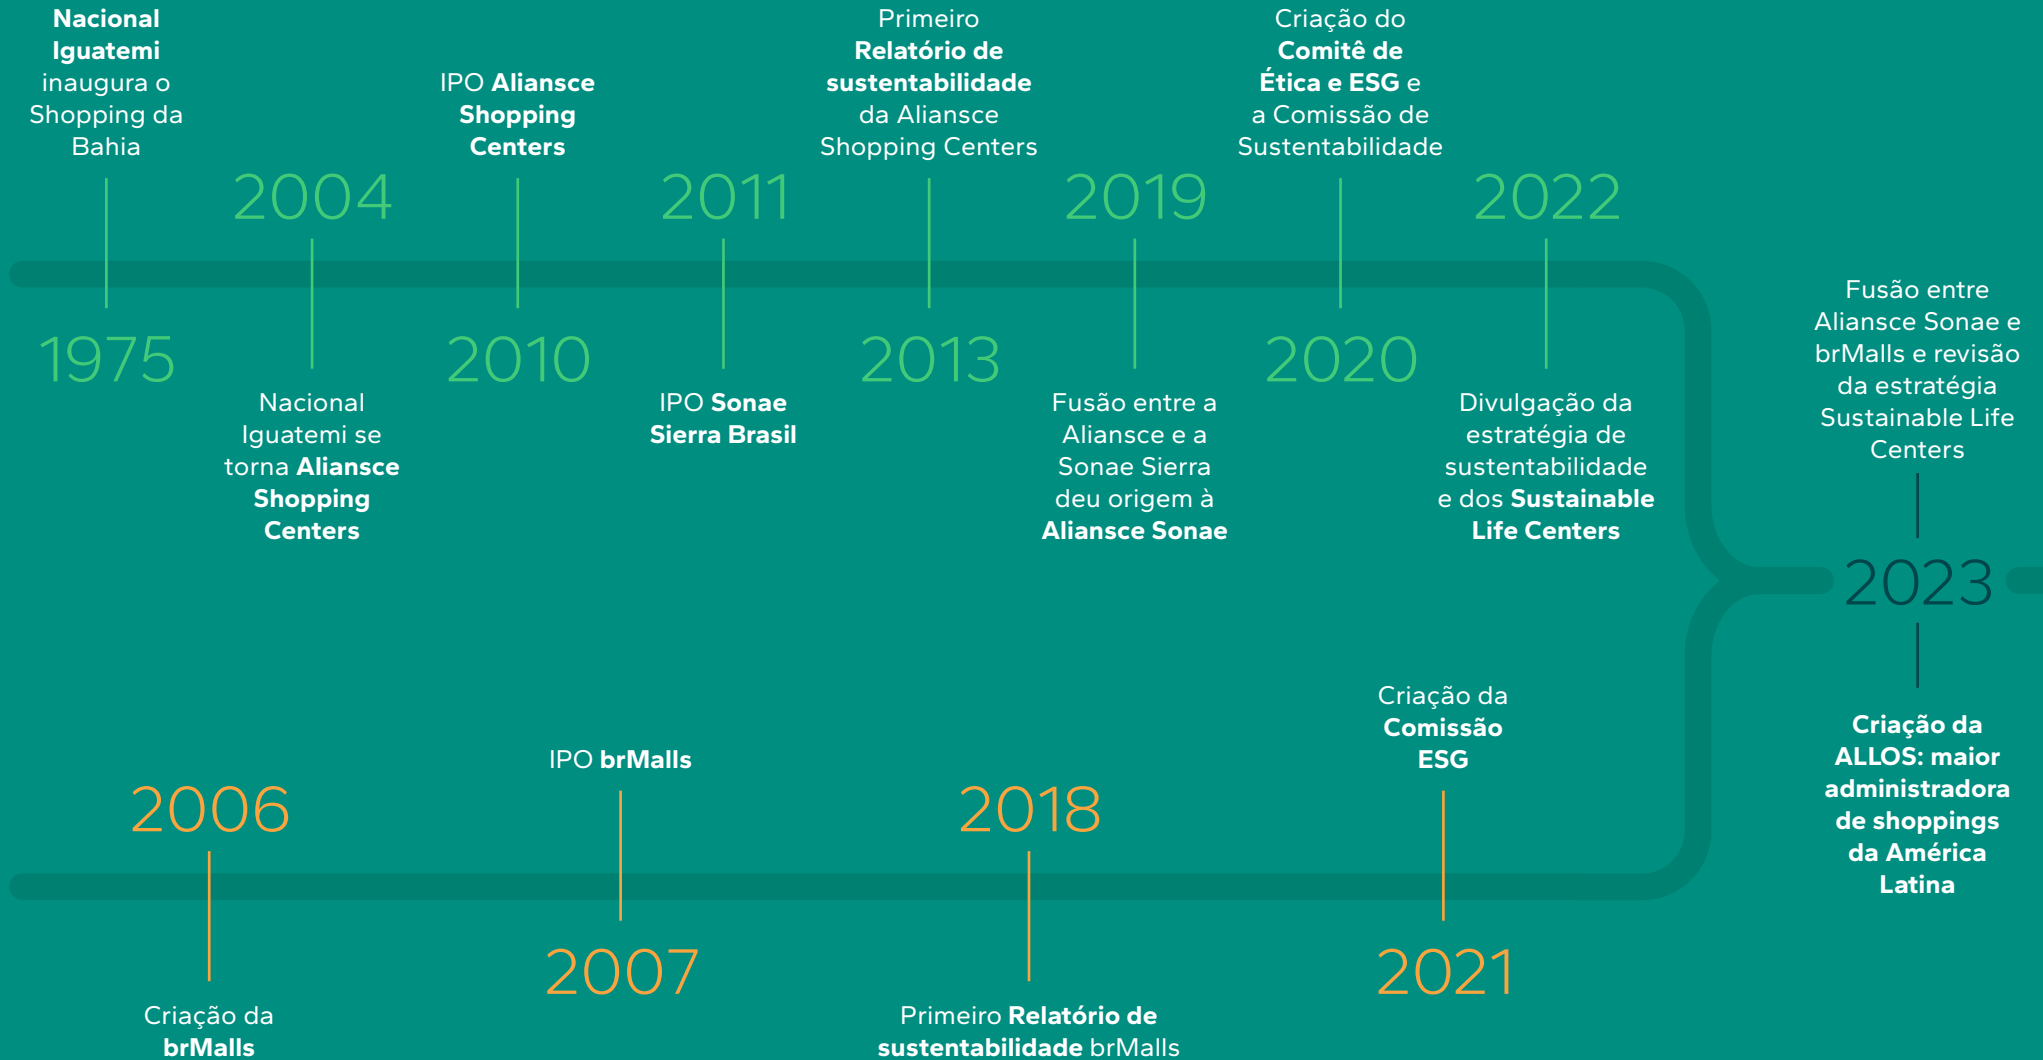 Nacional
Iguatemi
inaugura o
Shopping da
Bahia
1975
2004
Nacional
Iguatemi se
torna Aliansce
Shopping
Centers
IPO Aliansce
Shopping
Centers
2010
2011
IPO Sonae
Sierra Brasil
Primeiro
Relatório de
sustentabilidade
da Aliansce
Shopping Centers
2013
2019
Fusão entre a
Aliansce e a
Sonae Sierra
deu origem à
Aliansce Sonae
Criação do
Comitê de
Ética e ESG e
a Comissão de
Sustentabilidade
2020
2022
Divulgação da
estratégia de
sustentabilidade
e dos Sustainable
Life Centers
2006
Criação da
brMalls
IPO brMalls
2007
2018
Primeiro Relatório de
sustentabilidade brMalls
Criação da
Comissão
ESG
2021
Fusão entre
Aliansce Sonae e
brMalls e revisão
da estratégia
Sustainable Life
Centers
2023
Criação da
ALLOS: maior
administradora
de shoppings
da América
Latina